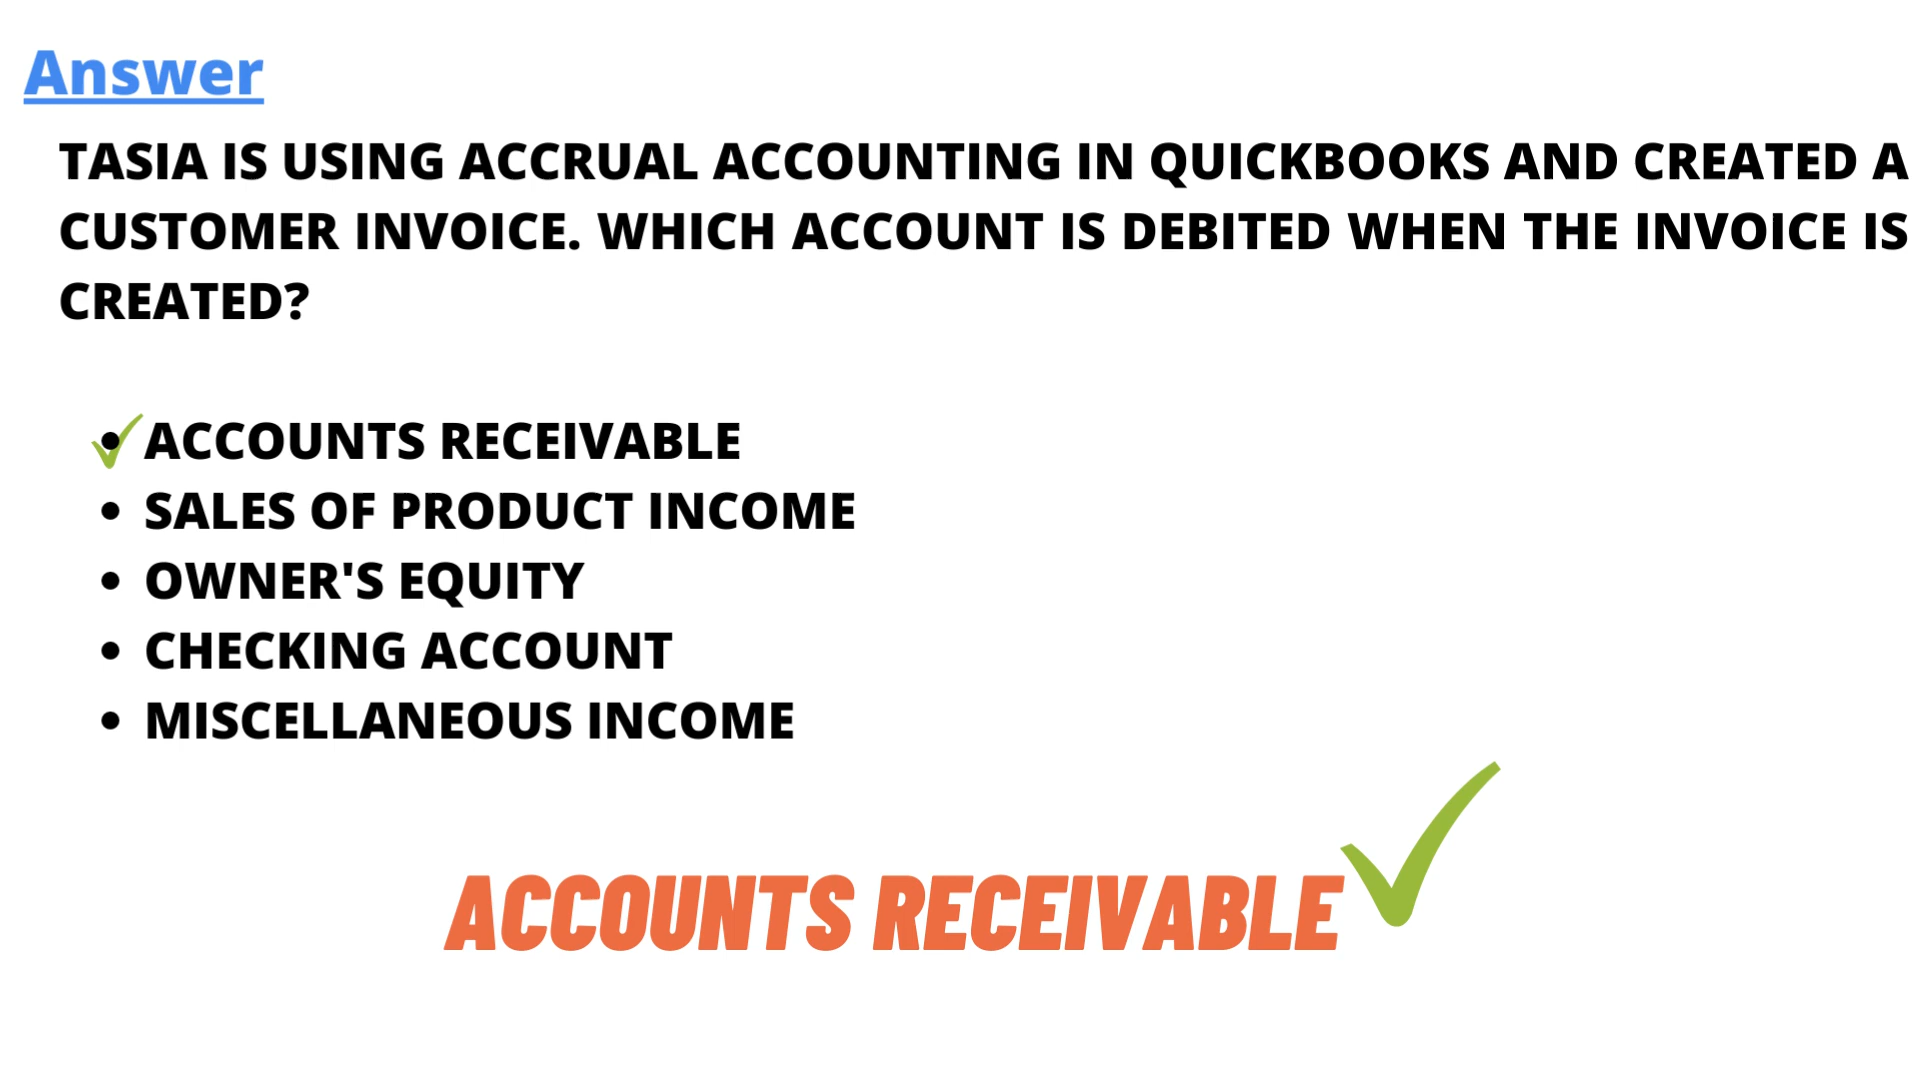 Answer
TASIA IS USING ACCRUAL ACCOUNTING IN QUICKBOOKS AND CREATED A
CUSTOMER INVOICE. WHICH ACCOUNT IS DEBITED WHEN THE INVOICE IS
CREATED?
ACCOUNTS RECEIVABLE
SALES OF PRODUCT INCOME
OWNER'S EQUITY
CHECKING ACCOUNT
MISCELLANEOUS INCOME
ACCOUNTS RECEIVABLE